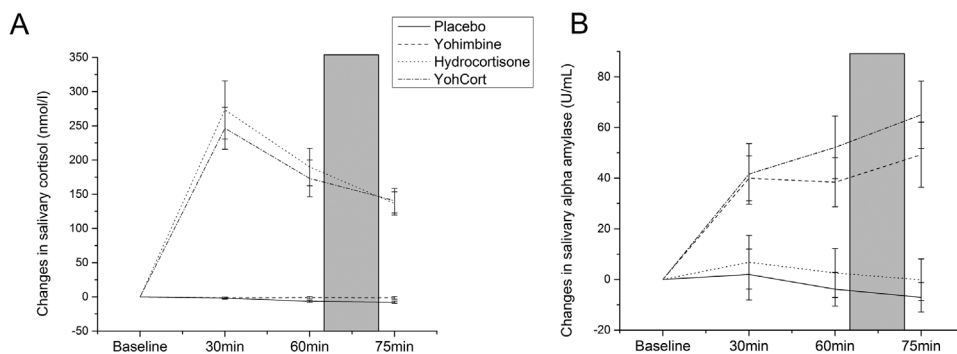 A
Changes in salivary cortisol (nmol/l)
350
300
250
200
150
100
50
0
-50
Baseline 30min 60min 75min
Placebo
Yohimbine
Hydrocortisone
YohCort
B
Changes in salivary alpha amylase (U/mL)
80
60
40
20
0
-20
Baseline 30min 60min 75min